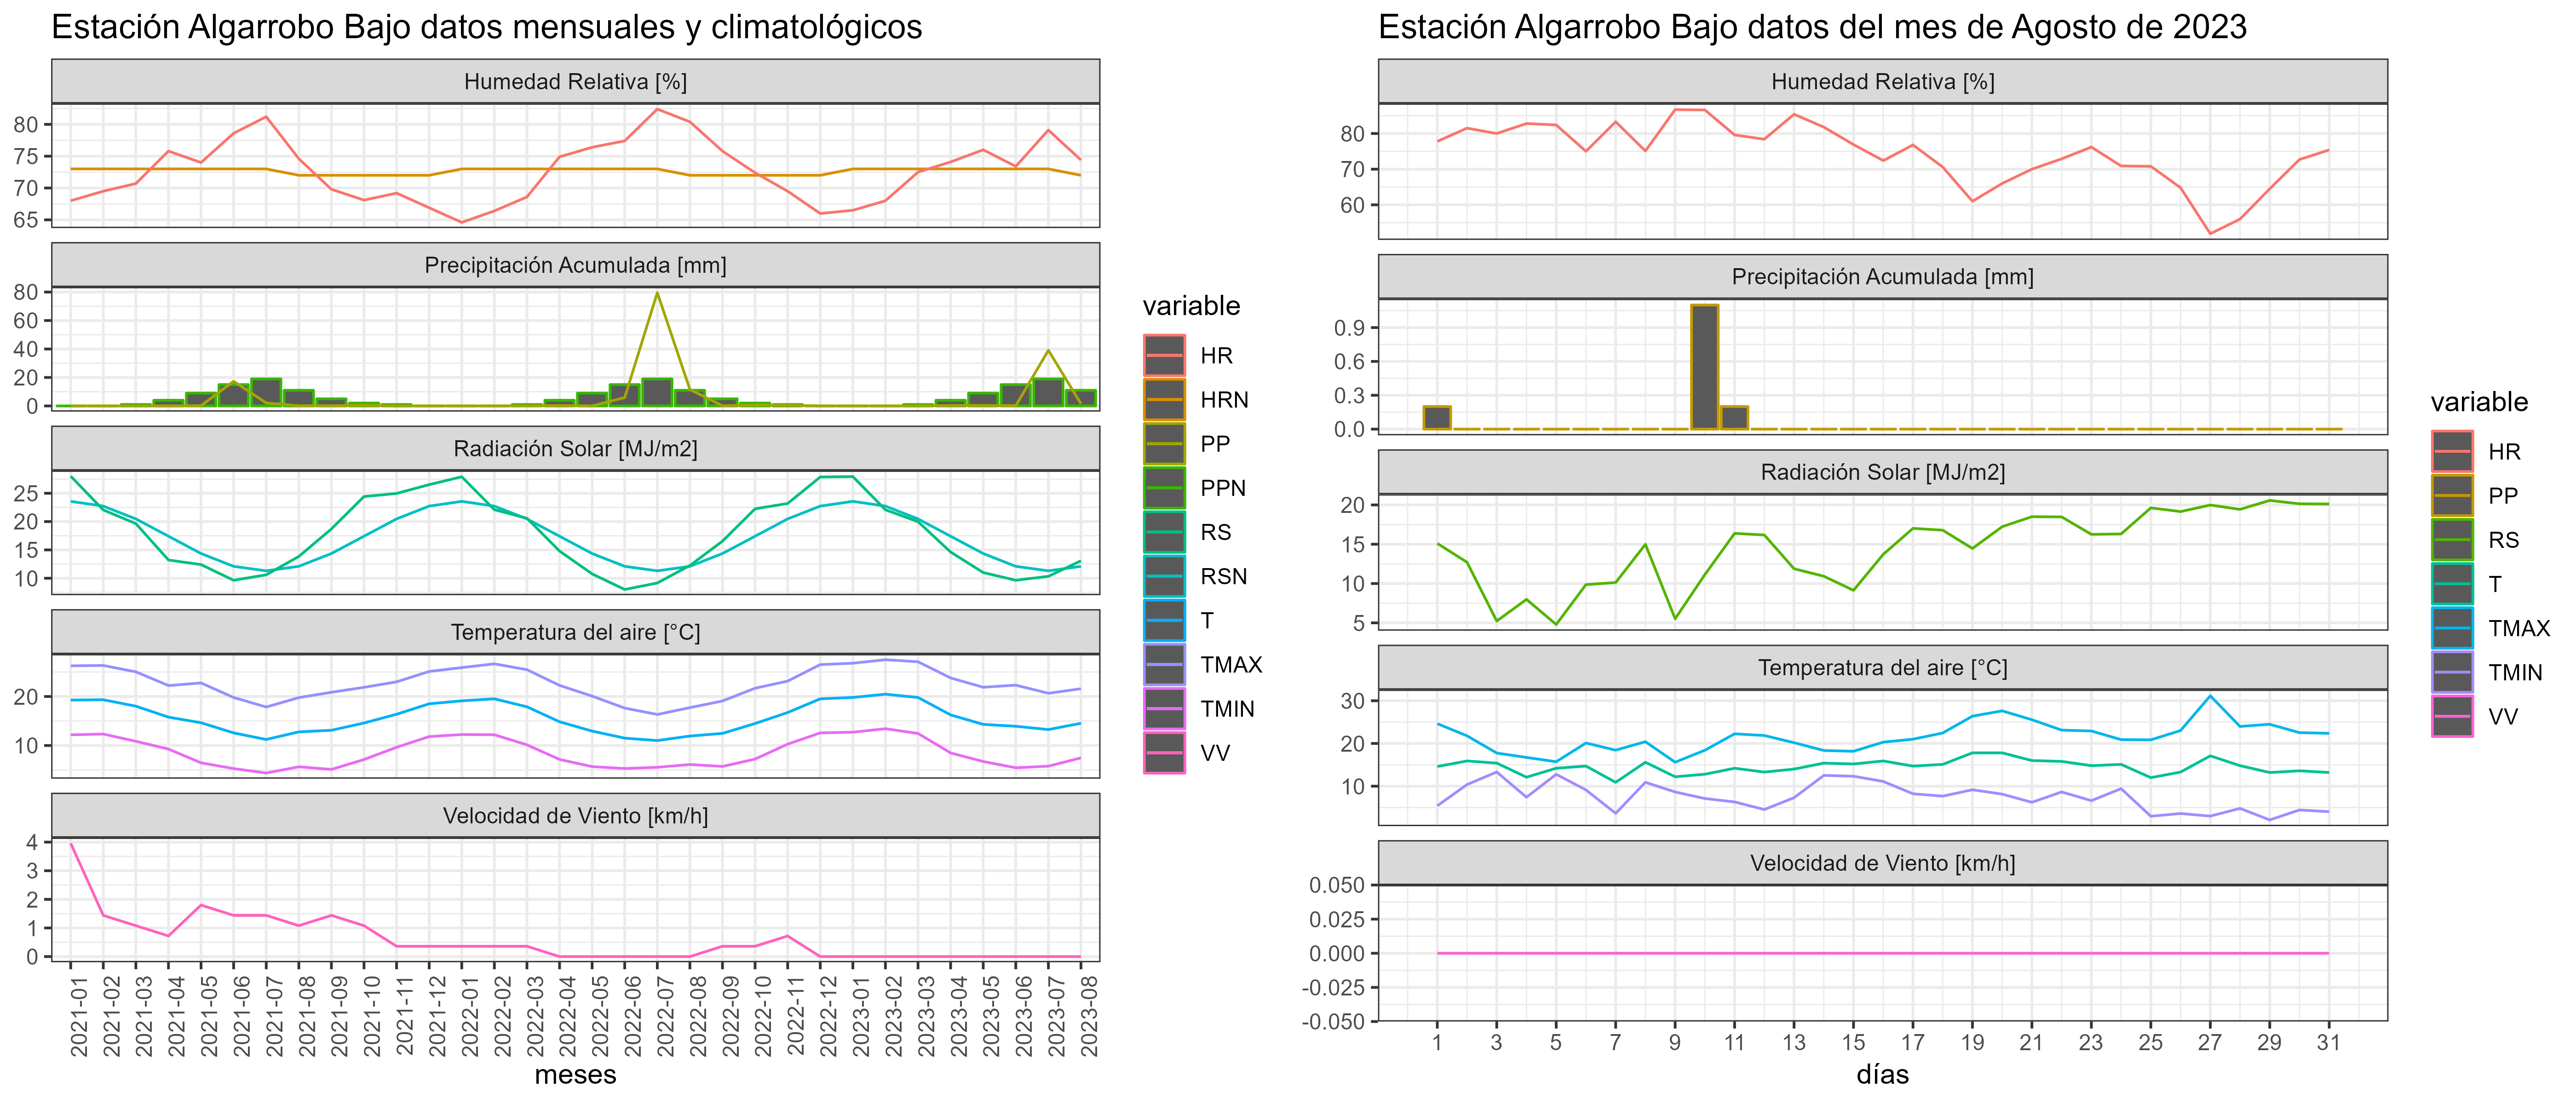 Estación Algarrobo Bajo datos mensuales y climatológicos
Humedad Relativa [%]
80
75
70
65
Precipitación Acumulada [mm]
80
60
40
20
0
Radiación Solar [MJ/m2]
25
20
15
10
Temperatura del aire [°C]
20
10
Velocidad de Viento [km/h]
4
3
2
1
0
2021-01
2021-02
2021-03
2021-04
2021-05
2021-06
2021-07
2021-08
2021-09
2021-10
2021-11
2021-12
2022-01
2022-02
2022-03
2022-04
2022-05
2022-06
2022-07
2022-08
2022-09
2022-10
2022-11
2022-12
2023-01
2023-02
2023-03
2023-04
2023-05
2023-06
2023-07
2023-08
meses
variable
HR
HRN
PP
PPN
RS
RSN
T
TMAX
TMIN
VV
Estación Algarrobo Bajo datos del mes de Agosto de 2023
Humedad Relativa [%]
80
70
60
Precipitación Acumulada [mm]
0.9
0.6
0.3
0.0
Radiación Solar [MJ/m2]
20
15
10
5
Temperatura del aire [°C]
30
20
10
Velocidad de Viento [km/h]
0.050
0.025
0.000
-0.025
-0.050
1 3 5 7 9 11 13 15 17 19 21 23 25 27 29 31
días
variable
HR
PP
RS
T
TMAX
TMIN
VV